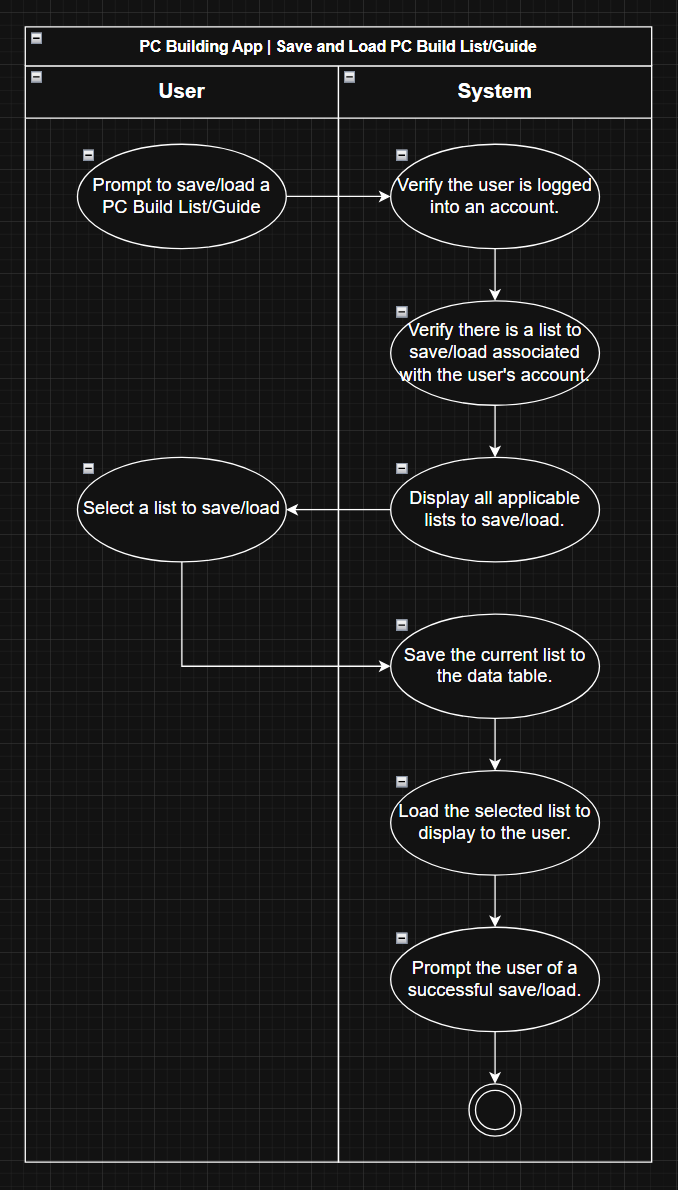 PC Building App | Save and Load PC Build List/Guide
User
System
Prompt to save/load a
PC Build List/Guide
Verify the user is logged
into an account.
Verify there is a list to
save/load associated
with the user's account.
Select a list to save/load
Display all applicable
lists to save/load.
Save the current list to
the data table.
Load the selected list to
display to the user.
Prompt the user of a
successful save/load.